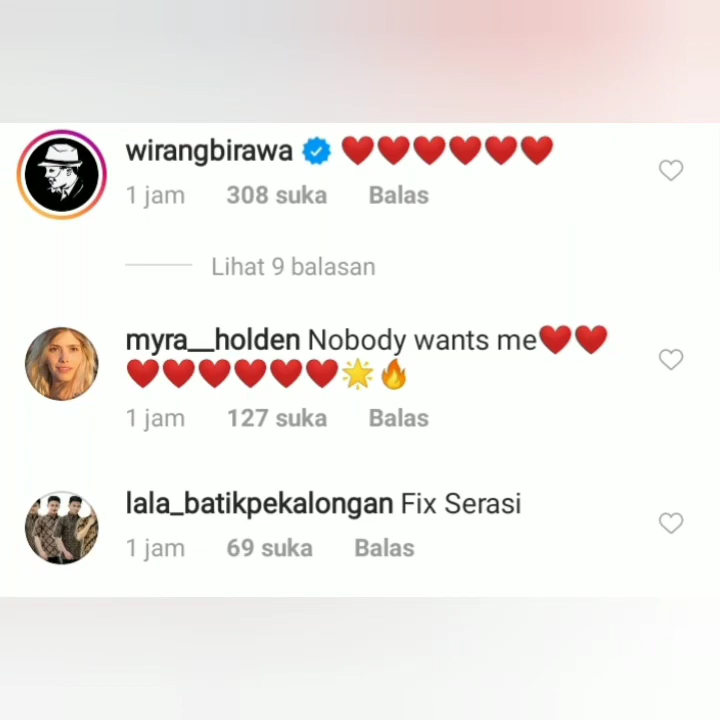 wirangbirawa ❤️❤️❤️❤️❤️❤️
1 jam 308 suka Balas
Lihat 9 balasan
myra__holden Nobody wants me❤️❤️
❤️❤️❤️❤️❤️❤️🌟🔥
1 jam 127 suka Balas
lala_batikpekalongan Fix Serasi
1 jam 69 suka Balas